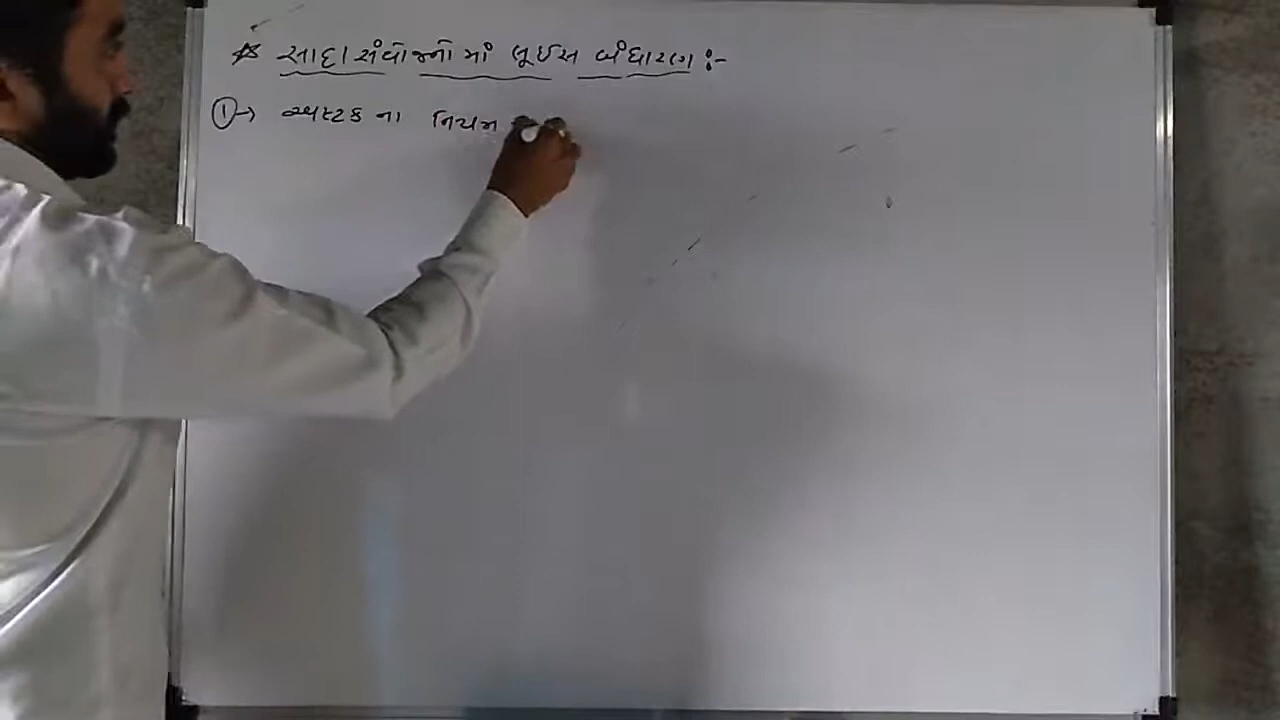 * સાદા સંયોજનો માં લૂઈસ બંધારણ :-
① → અષ્ટક ના નિયમ